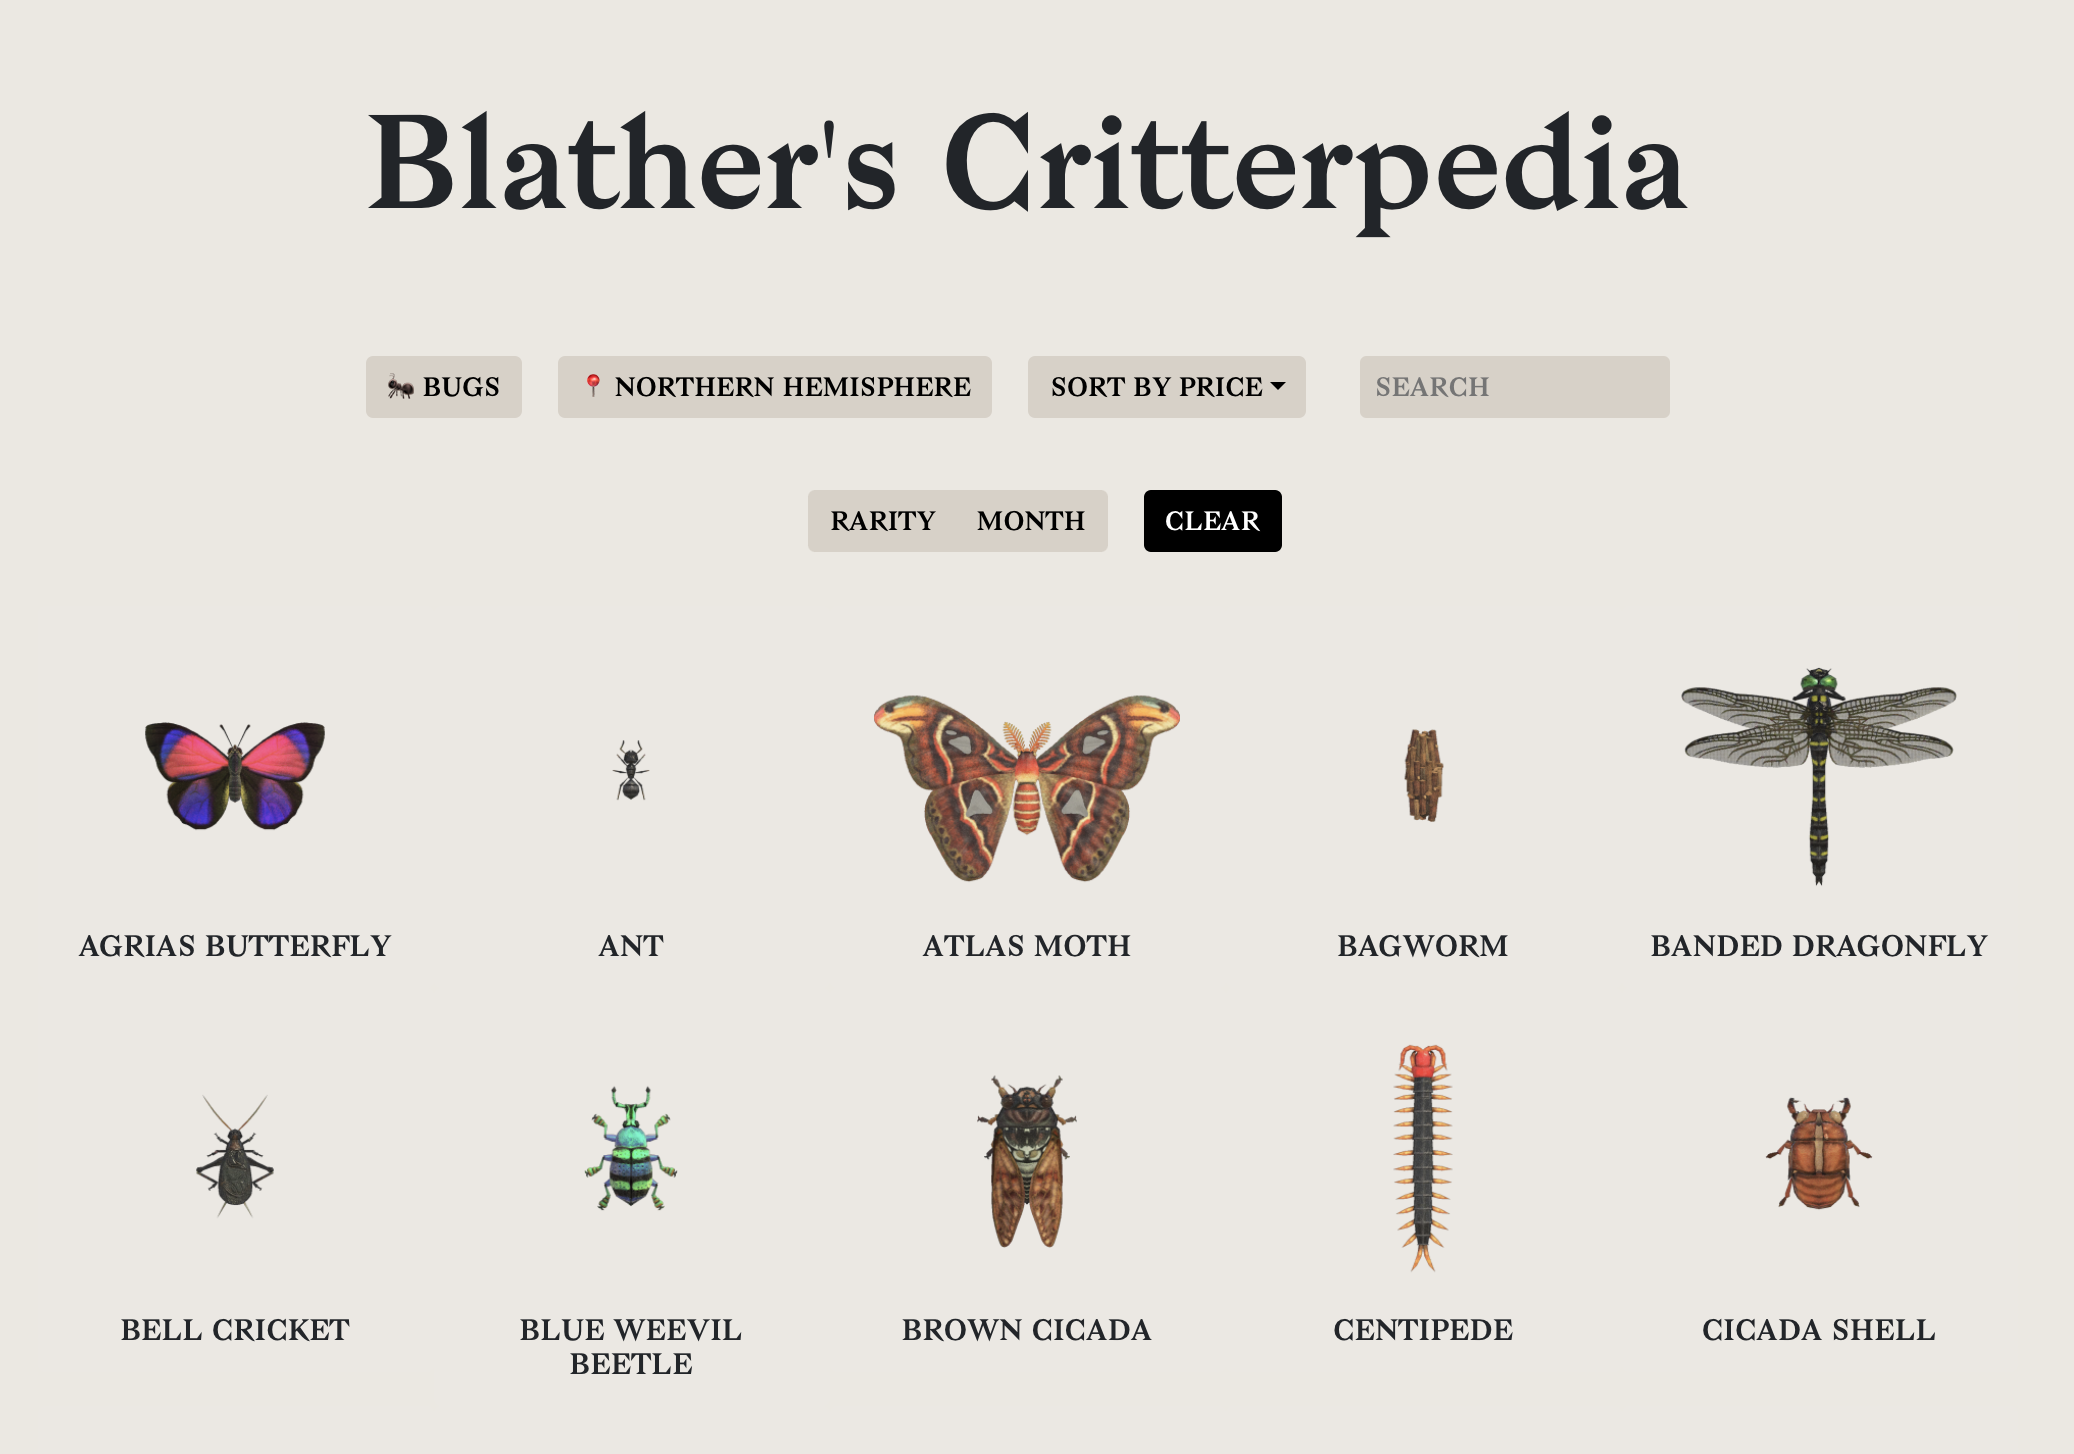 Blather's Critterpedia
BUGS
NORTHERN HEMISPHERE
SORT BY PRICE
SEARCH
RARITY
MONTH
CLEAR
AGRIAS BUTTERFLY
ANT
ATLAS MOTH
BAGWORM
BANDED DRAGONFLY
BELL CRICKET
BLUE WEEVIL
BEETLE
BROWN CICADA
CENTIPEDE
CICADA SHELL